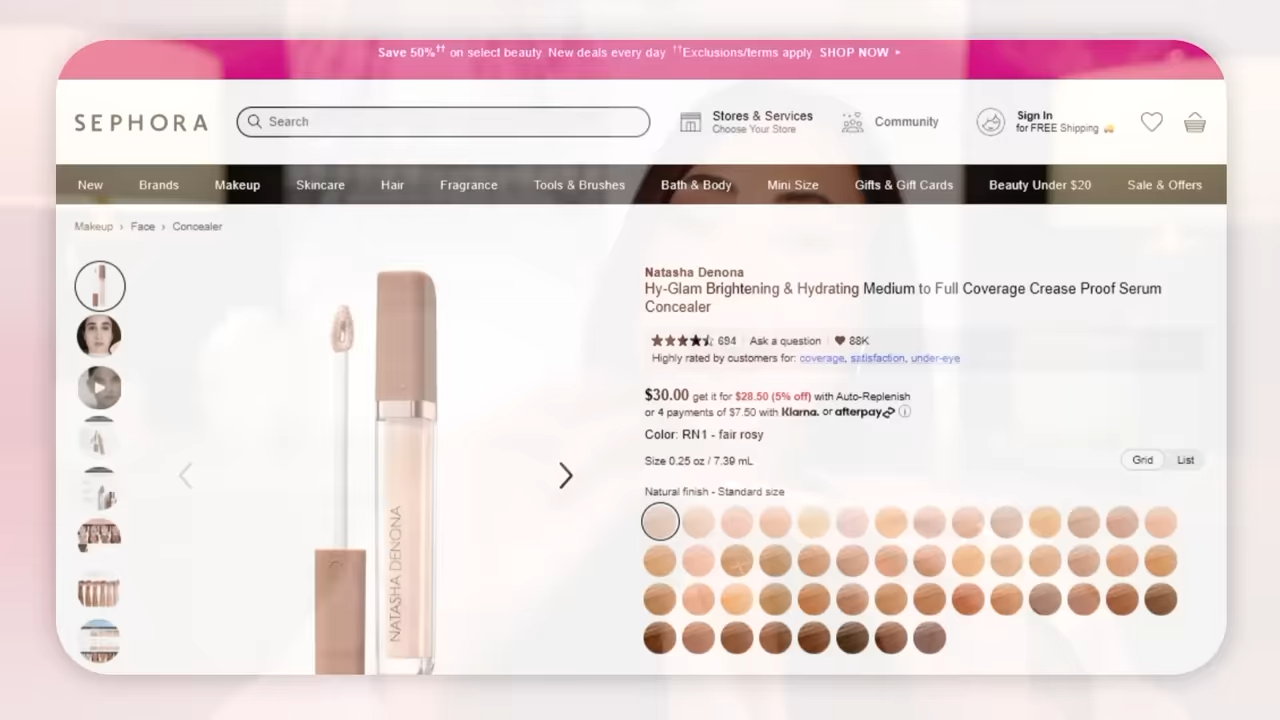 Save 50%†† on select beauty New deals every day ††Exclusions/terms apply SHOP NOW ▸
SEPHORA
Search
Stores & Services
Choose Your Store
Community
Sign In
for FREE Shipping 🚚
New Brands Makeup Skincare Hair Fragrance Tools & Brushes Bath & Body Mini Size Gifts & Gift Cards Beauty Under $20 Sale & Offers
Makeup › Face › Concealer
Natasha Denona
Hy-Glam Brightening & Hydrating Medium to Full Coverage Crease Proof Serum
Concealer
694 | Ask a question | 88K
Highly rated by customers for: coverage, satisfaction, under-eye
$30.00 get it for $28.50 (5% off) with Auto-Replenish
or 4 payments of $7.50 with Klarna. or afterpay
Color: RN1 - fair rosy
Size 0.25 oz / 7.39 mL
Grid List
Natural finish - Standard size
NATASHA DENONA